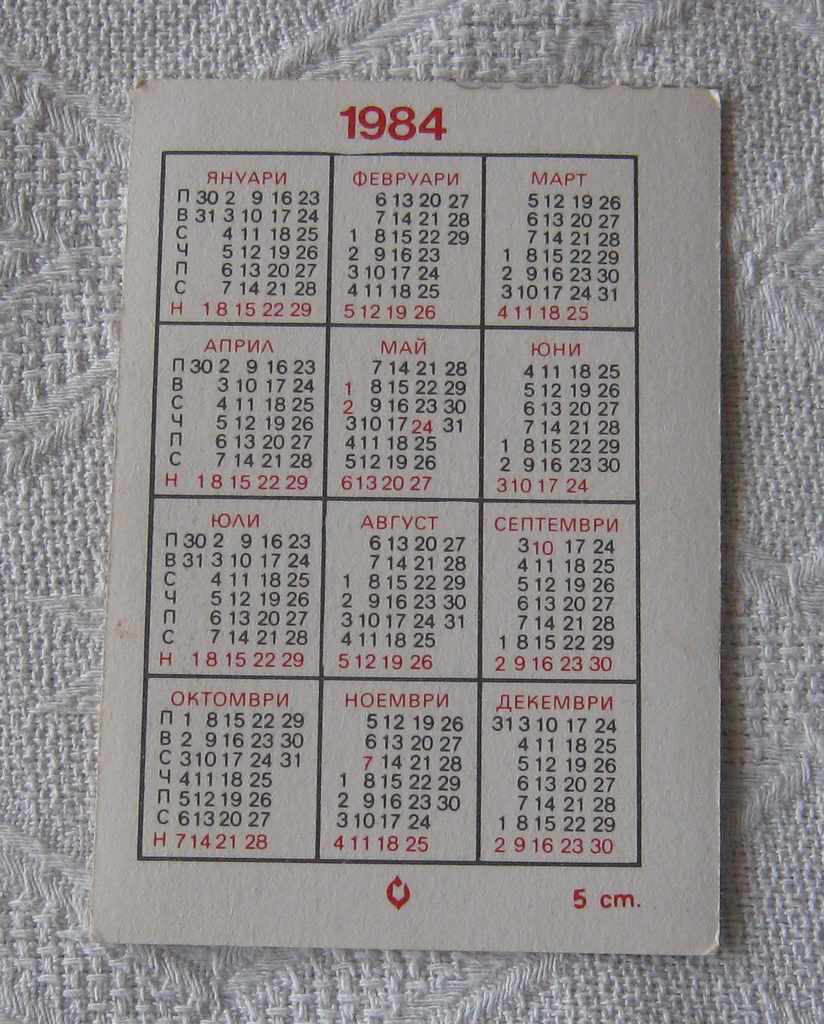 1984
ЯНУАРИ
П 30 2 9 16 23
В 31 3 10 17 24
С 4 11 18 25
Ч 5 12 19 26
П 6 13 20 27
С 7 14 21 28
Н 1 8 15 22 29
ФЕВРУАРИ
6 13 20 27
7 14 21 28
1 8 15 22 29
2 9 16 23
3 10 17 24
4 11 18 25
5 12 19 26
МАРТ
5 12 19 26
6 13 20 27
7 14 21 28
1 8 15 22 29
2 9 16 23 30
3 10 17 24 31
4 11 18 25
АПРИЛ
П 30 2 9 16 23
В 3 10 17 24
С 4 11 18 25
Ч 5 12 19 26
П 6 13 20 27
С 7 14 21 28
Н 1 8 15 22 29
МАЙ
7 14 21 28
1 8 15 22 29
2 9 16 23 30
3 10 17 24 31
4 11 18 25
5 12 19 26
6 13 20 27
ЮНИ
4 11 18 25
5 12 19 26
6 13 20 27
7 14 21 28
1 8 15 22 29
2 9 16 23 30
3 10 17 24
ЮЛИ
П 30 2 9 16 23
В 31 3 10 17 24
С 4 11 18 25
Ч 5 12 19 26
П 6 13 20 27
С 7 14 21 28
Н 1 8 15 22 29
АВГУСТ
6 13 20 27
7 14 21 28
1 8 15 22 29
2 9 16 23 30
3 10 17 24 31
4 11 18 25
5 12 19 26
СЕПТЕМВРИ
3 10 17 24
4 11 18 25
5 12 19 26
6 13 20 27
7 14 21 28
1 8 15 22 29
2 9 16 23 30
ОКТОМВРИ
П 1 8 15 22 29
В 2 9 16 23 30
С 3 10 17 24 31
Ч 4 11 18 25
П 5 12 19 26
С 6 13 20 27
Н 7 14 21 28
НОЕМВРИ
5 12 19 26
6 13 20 27
7 14 21 28
1 8 15 22 29
2 9 16 23 30
3 10 17 24
4 11 18 25
ДЕКЕМВРИ
31 3 10 17 24
4 11 18 25
5 12 19 26
6 13 20 27
7 14 21 28
1 8 15 22 29
2 9 16 23 30
5 ст.